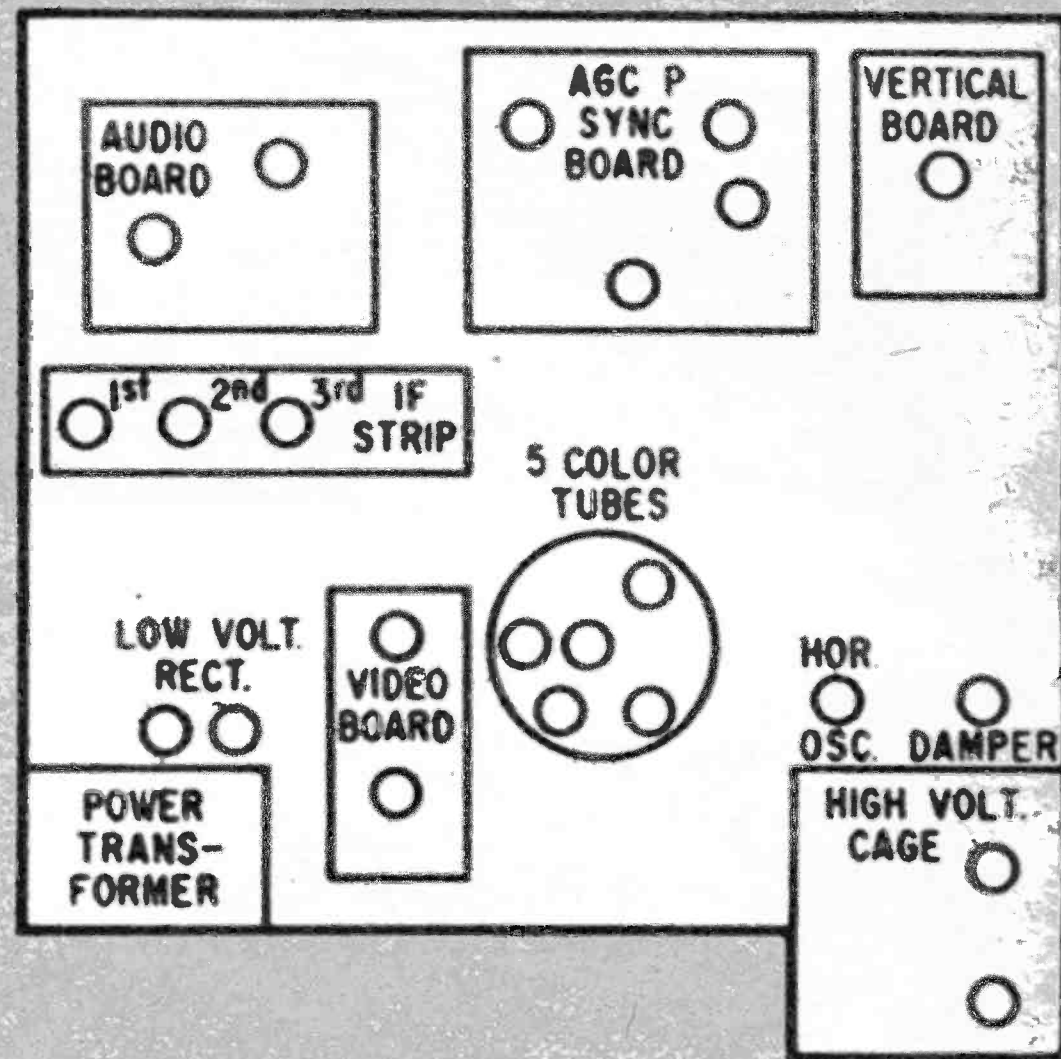 AUDIO
BOARD
AGC P
SYNC
BOARD
VERTICAL
BOARD
1st 2nd 3rd IF
STRIP
5 COLOR
TUBES
LOW VOLT.
RECT.
VIDEO
BOARD
HOR.
OSC. DAMPER
POWER
TRANS-
FORMER
HIGH VOLT.
CAGE